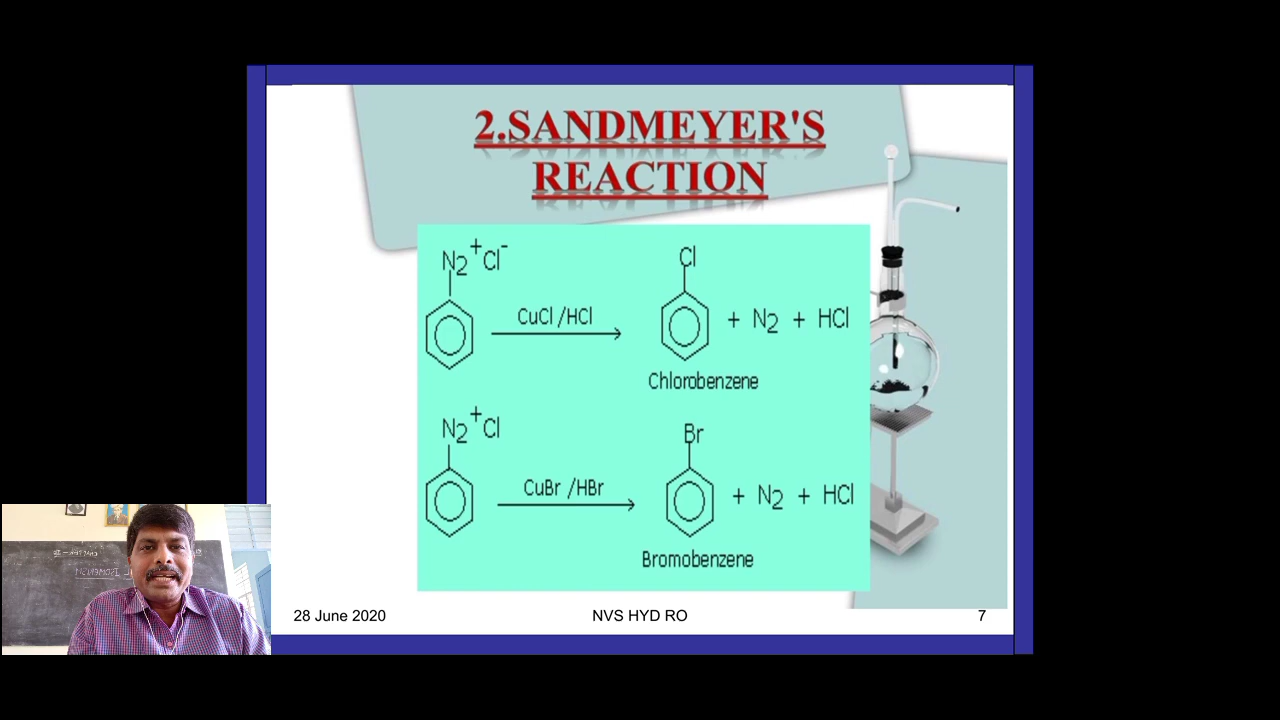 2.SANDMEYER'S
REACTION
N2+Cl-
CuCl /HCl
Cl
+ N2 + HCl
Chlorobenzene
N2+Cl
CuBr /HBr
Br
+ N2 + HCl
Bromobenzene
28 June 2020
NVS HYD RO
7